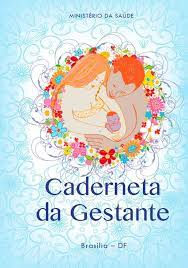 MINISTÉRIO DA SAÚDE
Caderneta
da Gestante
Brasília – DF